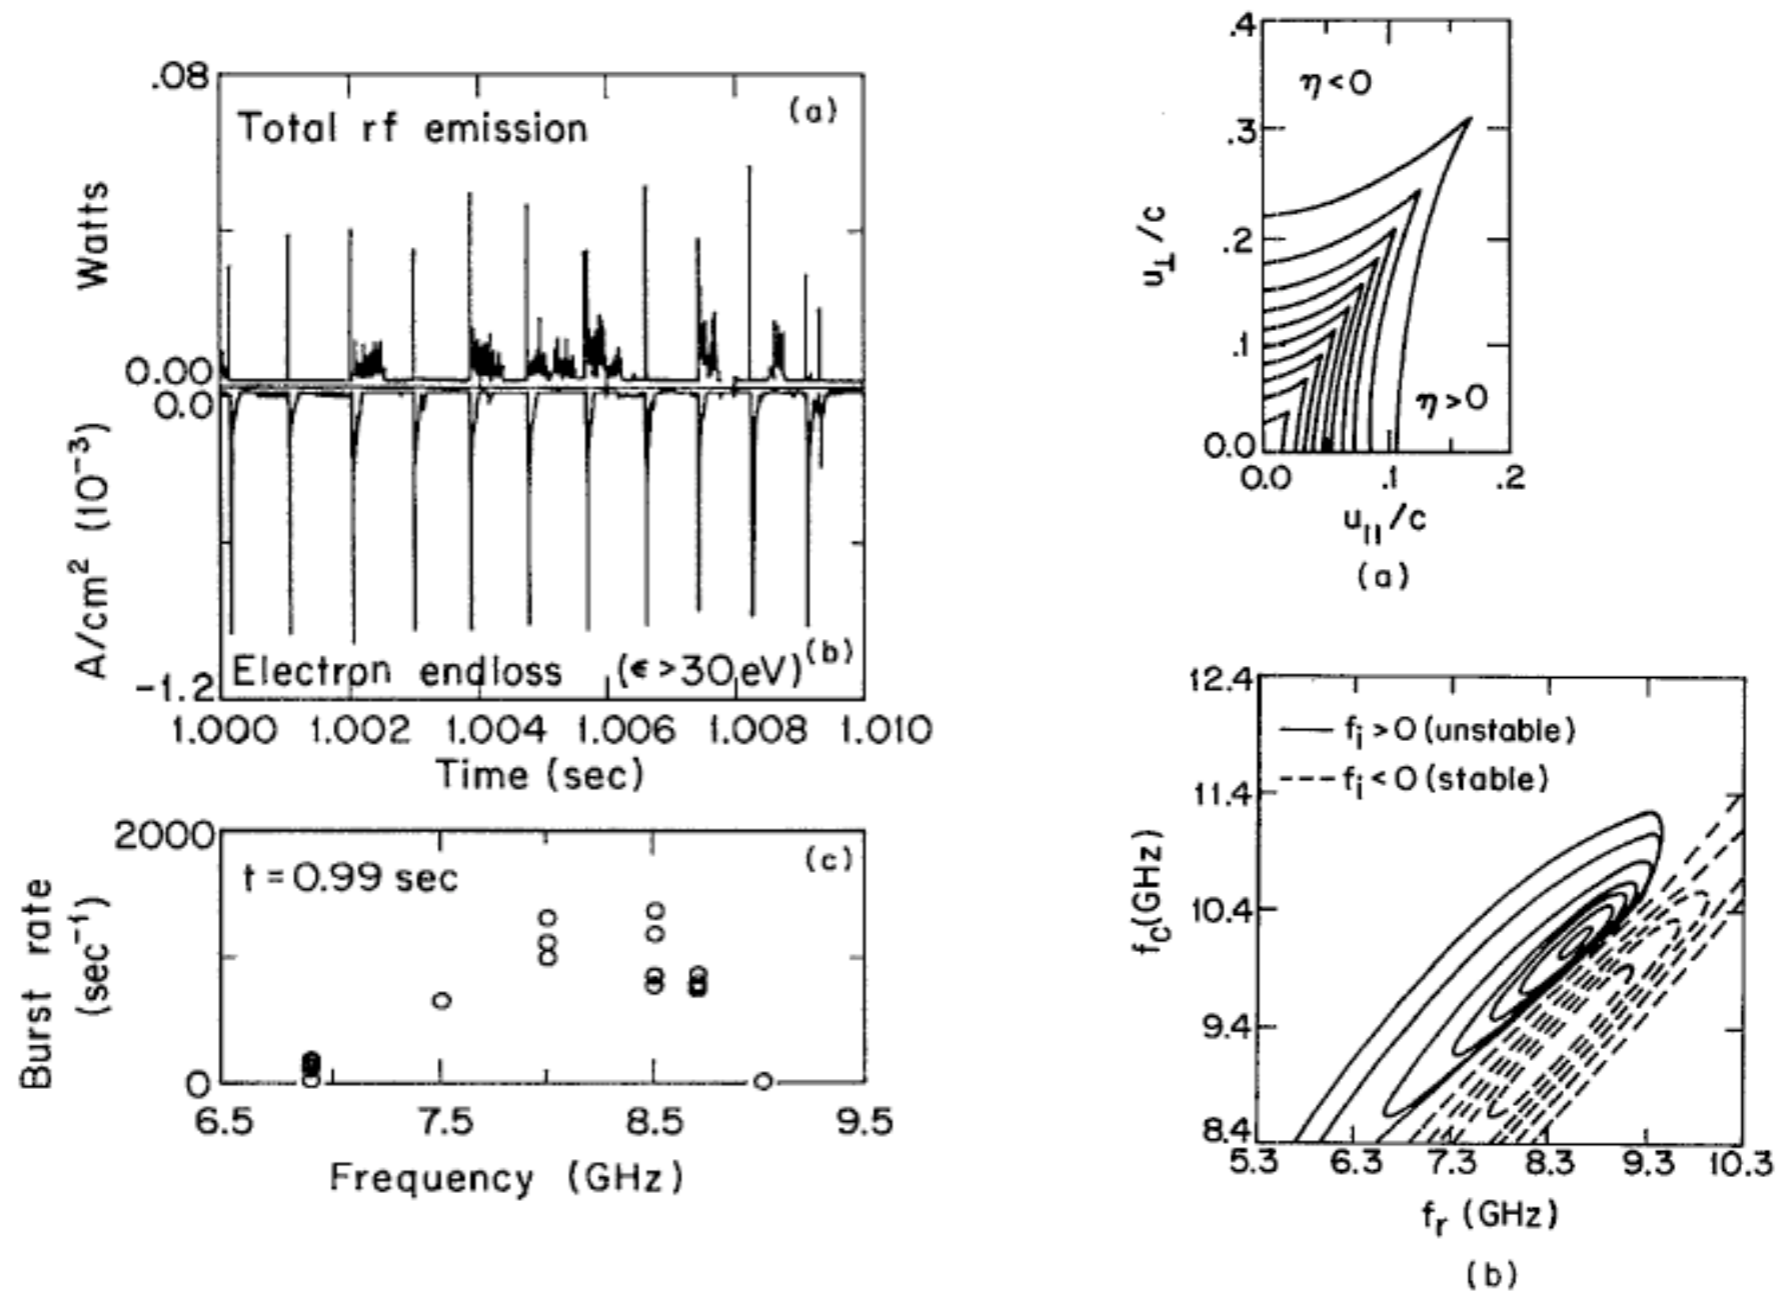 .08
Total rf emission
(a)
Watts
0.00
0.0
A/cm² (10⁻³)
Electron endloss (ϵ>30eV)
(b)
-1.2
1.000 1.002 1.004 1.006 1.008 1.010
Time (sec)
2000
t = 0.99 sec
(c)
Burst rate
(sec⁻¹)
0
6.5 7.5 8.5 9.5
Frequency (GHz)
.4
η<0
.3
u⊥/c
.2
.1
η>0
0.0
0.0 .1 .2
u||/c
(a)
12.4
fi>0 (unstable)
fi<0 (stable)
11.4
fc(GHz)
10.4
9.4
8.4
5.3 6.3 7.3 8.3 9.3 10.3
fr (GHz)
(b)